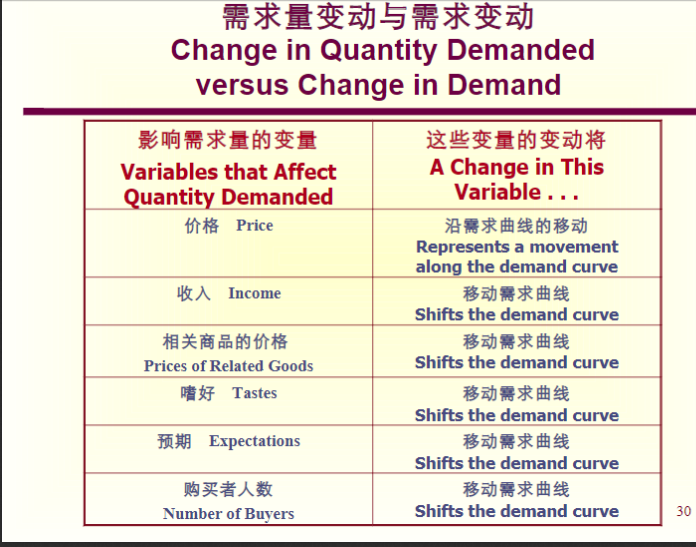 需求量变动与需求变动
Change in Quantity Demanded
versus Change in Demand
影响需求量的变量
Variables that Affect
Quantity Demanded
这些变量的变动将
A Change in This
Variable . . .
价格 Price
沿需求曲线的移动
Represents a movement
along the demand curve
收入 Income
移动需求曲线
Shifts the demand curve
相关商品的价格
Prices of Related Goods
移动需求曲线
Shifts the demand curve
嗜好 Tastes
移动需求曲线
Shifts the demand curve
预期 Expectations
移动需求曲线
Shifts the demand curve
购买者人数
Number of Buyers
移动需求曲线
Shifts the demand curve
30